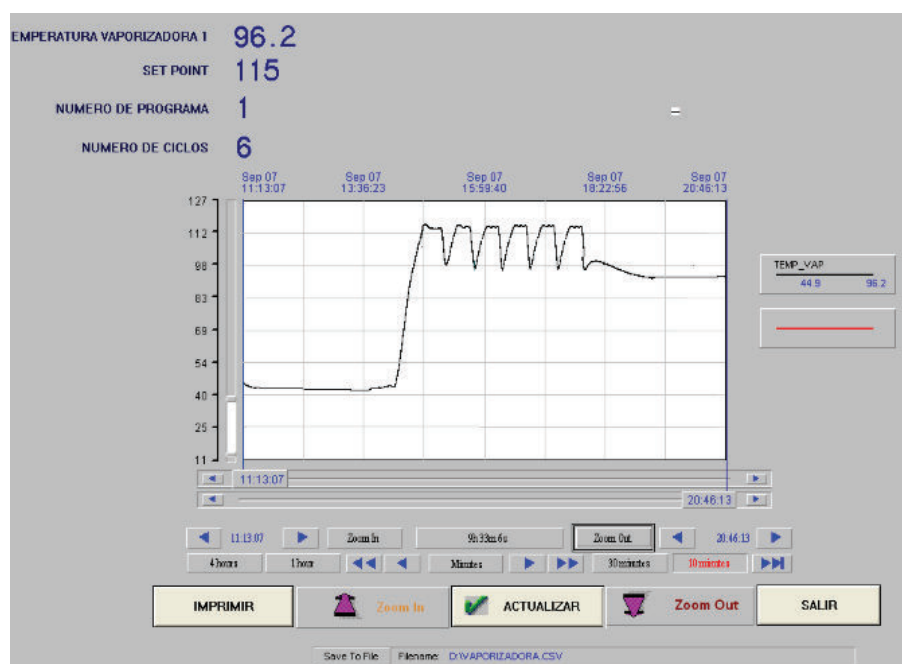 EMPERATURA VAPORIZADORA 1 96.2
SET POINT 115
NUMERO DE PROGRAMA 1
NUMERO DE CICLOS 6
Sep 07 Sep 07 Sep 07 Sep 07 Sep 07
11:13:07 13:36:23 15:59:40 18:22:56 20:46:13
127
112
98
83
69
54
40
25
11
TEMP_VAP
44.9 96.2
11:13:07
20:46:13
11:13:07 Zoom In 9h 33m 6s Zoom Out 20:46:13
4 hours 1 hour Minutes 30 minutes 10 minutes
IMPRIMIR Zoom In ACTUALIZAR Zoom Out SALIR
Save To File Filename: D:\VAPORIZADORA.CSV